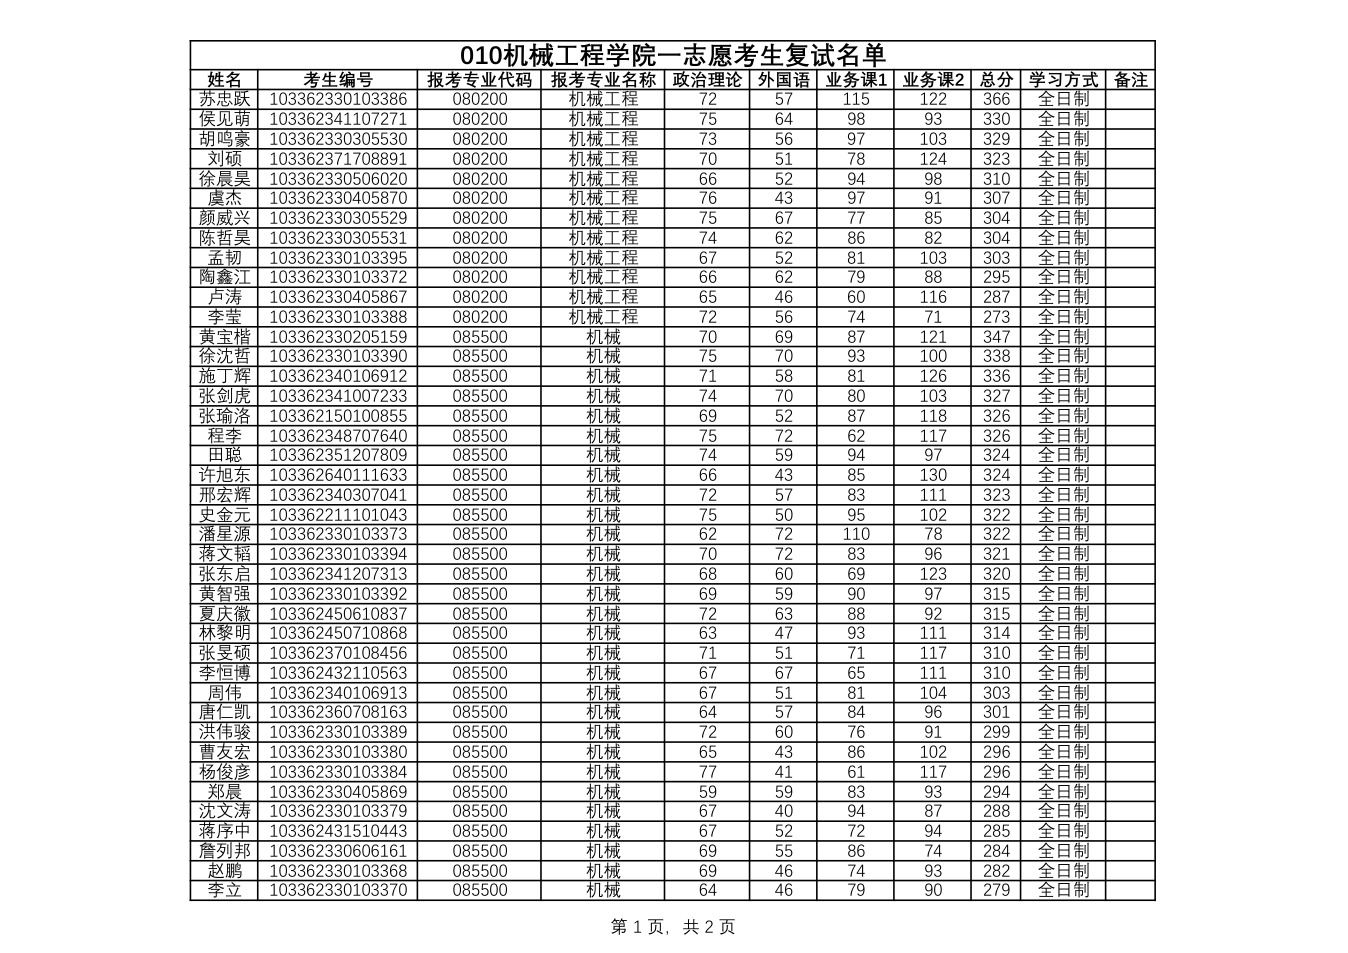 010机械工程学院一志愿考生复试名单
姓名 考生编号 报考专业代码 报考专业名称 政治理论 外国语 业务课1 业务课2 总分 学习方式 备注
苏忠跃 103362330103386 080200 机械工程 72 57 115 122 366 全日制
侯见萌 103362341107271 080200 机械工程 75 64 98 93 330 全日制
胡鸣豪 103362330305530 080200 机械工程 73 56 97 103 329 全日制
刘硕 103362371708891 080200 机械工程 70 51 78 124 323 全日制
徐晨昊 103362330506020 080200 机械工程 66 52 94 98 310 全日制
虞杰 103362330405870 080200 机械工程 76 43 97 91 307 全日制
颜威兴 103362330305529 080200 机械工程 75 67 77 85 304 全日制
陈哲昊 103362330305531 080200 机械工程 74 62 86 82 304 全日制
孟韧 103362330103395 080200 机械工程 67 52 81 103 303 全日制
陶鑫江 103362330103372 080200 机械工程 66 62 79 88 295 全日制
卢涛 103362330405867 080200 机械工程 65 46 60 116 287 全日制
李莹 103362330103388 080200 机械工程 72 56 74 71 273 全日制
黄宝楷 103362330205159 085500 机械 70 69 87 121 347 全日制
徐沈哲 103362330103390 085500 机械 75 70 93 100 338 全日制
施丁辉 103362340106912 085500 机械 71 58 81 126 336 全日制
张剑虎 103362341007233 085500 机械 74 70 80 103 327 全日制
张瑜洛 103362150100855 085500 机械 69 52 87 118 326 全日制
程李 103362348707640 085500 机械 75 72 62 117 326 全日制
田聪 103362351207809 085500 机械 74 59 94 97 324 全日制
许旭东 103362640111633 085500 机械 66 43 85 130 324 全日制
邢宏辉 103362340307041 085500 机械 72 57 83 111 323 全日制
史金元 103362211101043 085500 机械 75 50 95 102 322 全日制
潘星源 103362330103373 085500 机械 62 72 110 78 322 全日制
蒋文韬 103362330103394 085500 机械 70 72 83 96 321 全日制
张东启 103362341207313 085500 机械 68 60 69 123 320 全日制
黄智强 103362330103392 085500 机械 69 59 90 97 315 全日制
夏庆徽 103362450610837 085500 机械 72 63 88 92 315 全日制
林黎明 103362450710868 085500 机械 63 47 93 111 314 全日制
张旻硕 103362370108456 085500 机械 71 51 71 117 310 全日制
李恒博 103362432110563 085500 机械 67 67 65 111 310 全日制
周伟 103362340106913 085500 机械 67 51 81 104 303 全日制
唐仁凯 103362360708163 085500 机械 64 57 84 96 301 全日制
洪伟骏 103362330103389 085500 机械 72 60 76 91 299 全日制
曹友宏 103362330103380 085500 机械 65 43 86 102 296 全日制
杨俊彦 103362330103384 085500 机械 77 41 61 117 296 全日制
郑晨 103362330405869 085500 机械 59 59 83 93 294 全日制
沈文涛 103362330103379 085500 机械 67 40 94 87 288 全日制
蒋序中 103362431510443 085500 机械 67 52 72 94 285 全日制
詹列邦 103362330606161 085500 机械 69 55 86 74 284 全日制
赵鹏 103362330103368 085500 机械 69 46 74 93 282 全日制
李立 103362330103370 085500 机械 64 46 79 90 279 全日制
第 1 页，共 2 页